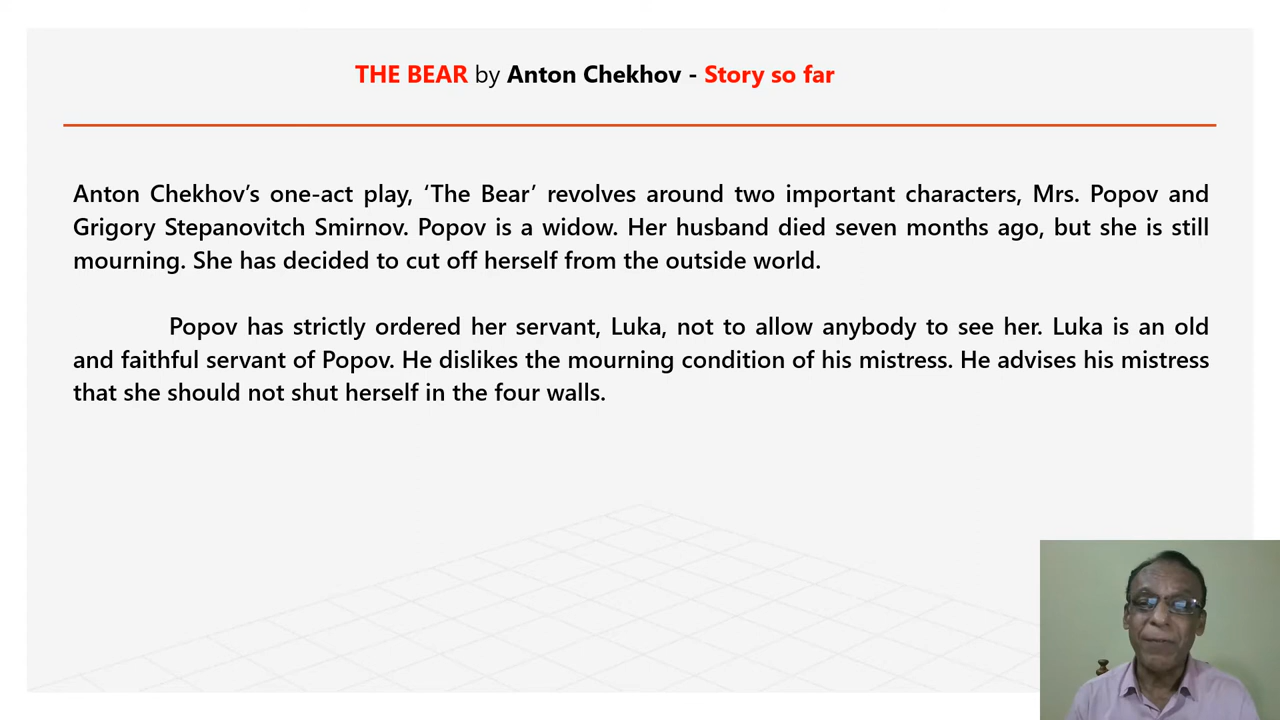 THE BEAR by Anton Chekhov - Story so far
Anton Chekhov’s one-act play, ‘The Bear’ revolves around two important characters, Mrs. Popov and
Grigory Stepanovitch Smirnov. Popov is a widow. Her husband died seven months ago, but she is still
mourning. She has decided to cut off herself from the outside world.
Popov has strictly ordered her servant, Luka, not to allow anybody to see her. Luka is an old
and faithful servant of Popov. He dislikes the mourning condition of his mistress. He advises his mistress
that she should not shut herself in the four walls.